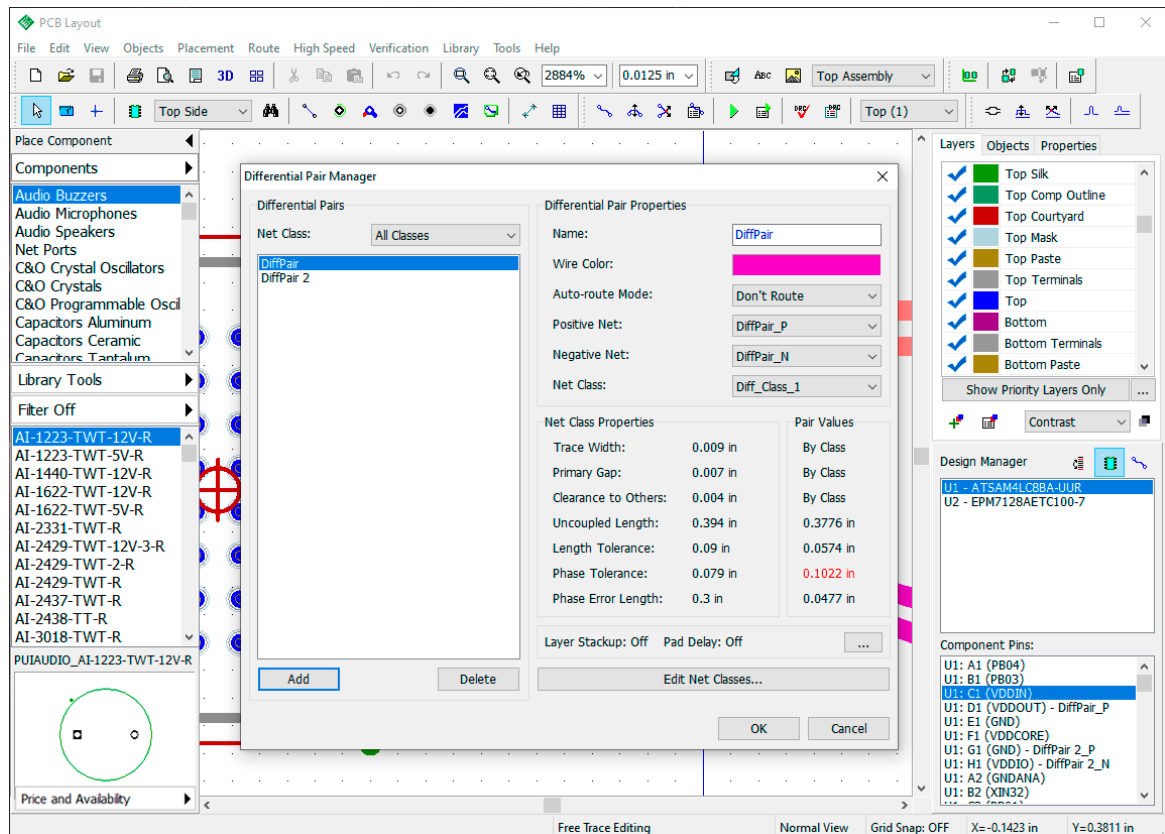 PCB Layout
File Edit View Objects Placement Route High Speed Verification Library Tools Help
3D 2884% 0.0125 in ABC Top Assembly
Top Side Top (1)
Place Component
Components
Audio Buzzers
Audio Microphones
Audio Speakers
Net Ports
C&O Crystal Oscillators
C&O Crystals
C&O Programmable Oscil
Capacitors Aluminum
Capacitors Ceramic
Capacitors Tantalum
Library Tools
Filter Off
AI-1223-TWT-12V-R
AI-1223-TWT-5V-R
AI-1440-TWT-12V-R
AI-1622-TWT-12V-R
AI-1622-TWT-5V-R
AI-2331-TWT-R
AI-2429-TWT-12V-3-R
AI-2429-TWT-2-R
AI-2429-TWT-R
AI-2437-TWT-R
AI-2438-TT-R
AI-3018-TWT-R
PUIAUDIO_AI-1223-TWT-12V-R
Price and Availability
Differential Pair Manager
Differential Pairs
Net Class: All Classes
DiffPair
DiffPair 2
Add Delete
Differential Pair Properties
Name: DiffPair
Wire Color:
Auto-route Mode: Don't Route
Positive Net: DiffPair_P
Negative Net: DiffPair_N
Net Class: Diff_Class_1
Net Class Properties Pair Values
Trace Width: 0.009 in By Class
Primary Gap: 0.007 in By Class
Clearance to Others: 0.004 in By Class
Uncoupled Length: 0.394 in 0.3776 in
Length Tolerance: 0.09 in 0.0574 in
Phase Tolerance: 0.079 in 0.1022 in
Phase Error Length: 0.3 in 0.0477 in
Layer Stackup: Off Pad Delay: Off ...
Edit Net Classes...
OK Cancel
Layers Objects Properties
Top Silk
Top Comp Outline
Top Courtyard
Top Mask
Top Paste
Top Terminals
Top
Bottom
Bottom Terminals
Bottom Paste
Show Priority Layers Only ...
Contrast
Design Manager
U1 - ATSAM4LC8BA-UUR
U2 - EPM7128AETC100-7
Component Pins:
U1: A1 (PB04)
U1: B1 (PB03)
U1: C1 (VDDIN)
U1: D1 (VDDOUT) - DiffPair_P
U1: E1 (GND)
U1: F1 (VDDCORE)
U1: G1 (GND) - DiffPair 2_P
U1: H1 (VDDIO) - DiffPair 2_N
U1: A2 (GNDANA)
U1: B2 (XIN32)
Free Trace Editing Normal View Grid Snap: OFF X=-0.1423 in Y=0.3811 in